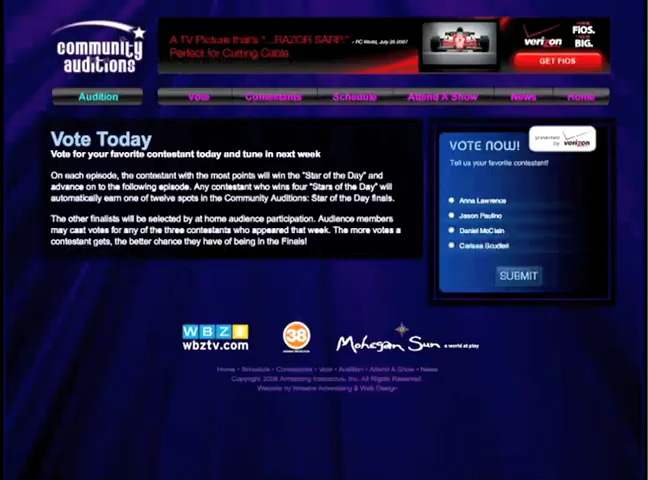 community
auditions
A TV Picture that's "...RAZOR SARP." - PC World, July 25 2007
Perfect for Cutting Cable.
verizon
FiOS.
BIG.
GET FiOS
Audition
Vote
Contestants
Schedule
Attend A Show
News
Home
Vote Today
Vote for your favorite contestant today and tune in next week
On each episode, the contestant with the most points will win the "Star of the Day" and
advance on to the following episode. Any contestant who wins four "Stars of the Day" will
automatically earn one of twelve spots in the Community Auditions: Star of the Day finals.
The other finalists will be selected by at home audience participation. Audience members
may cast votes for any of the three contestants who appeared that week. The more votes a
contestant gets, the better chance they have of being in the Finals!
VOTE NOW!
presented
by verizon
Tell us your favorite contestant!
Anna Lawrence
Jason Paulino
Daniel McClain
Carissa Scudieri
SUBMIT
WBZ
wbztv.com
38
Mohegan Sun a world at play
Home • Schedule • Contestants • Vote • Audition • Attend A Show • News
Copyright 2008 Armstrong Interactive, Inc. All Rights Reserved.
Website by Advertising & Web Design